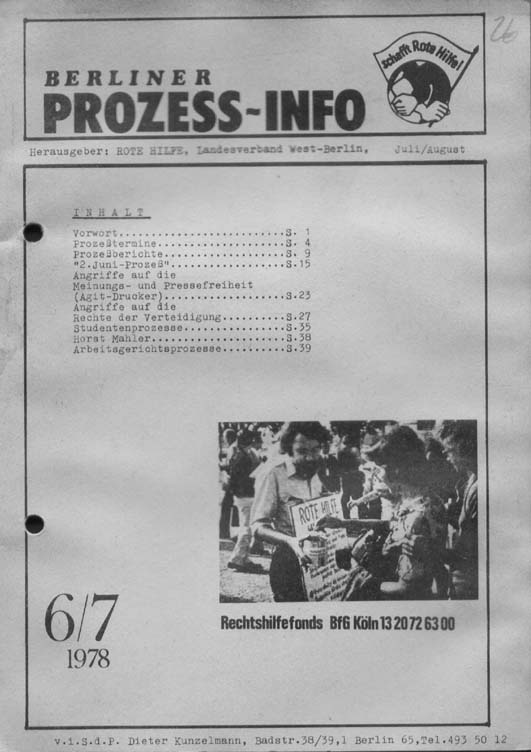 26
schafft Rote Hilfe!
BERLINER
PROZESS-INFO
Herausgeber: ROTE HILFE, Landesverband West-Berlin, Juli/August
INHALT
Vorwort........................S. 1
Prozeßtermine..................S. 4
Prozeßberichte.................S. 9
"2.Juni-Prozeß"................S.15
Angriffe auf die
Meinungs- und Pressefreiheit
(Agit-Drucker).................S.23
Angriffe auf die
Rechte der Verteidigung........S.27
Studentenprozesse..............S.35
Horst Mahler...................S.38
Arbeitsgerichtsprozesse........S.39
ROTE HILFE
Rechtshilfefonds BfG Köln 13 20 72 63 00
6/7
1978
v.i.S.d.P. Dieter Kunzelmann, Badstr.38/39,1 Berlin 65,Tel.493 50 12